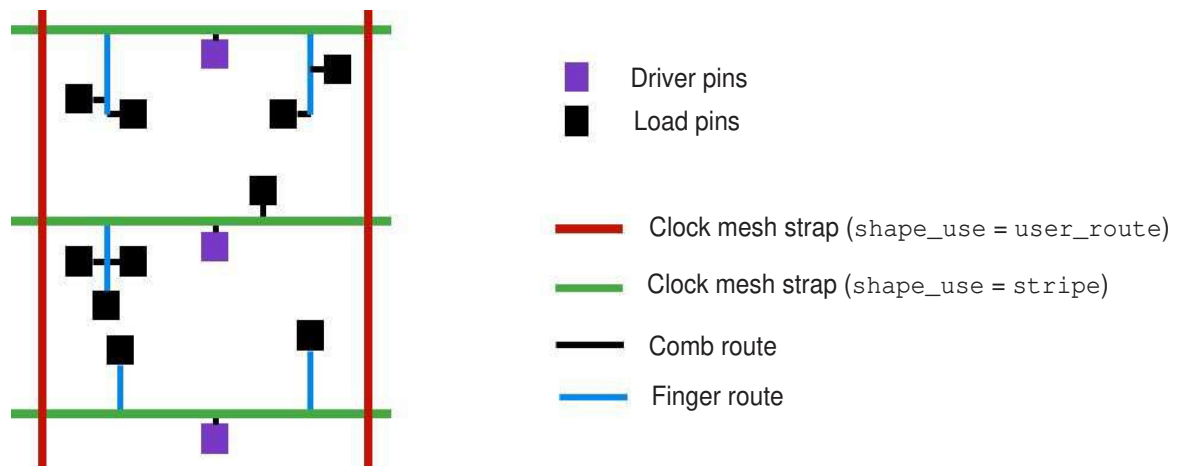 Driver pins
Load pins
Clock mesh strap (shape_use = user_route)
Clock mesh strap (shape_use = stripe)
Comb route
Finger route